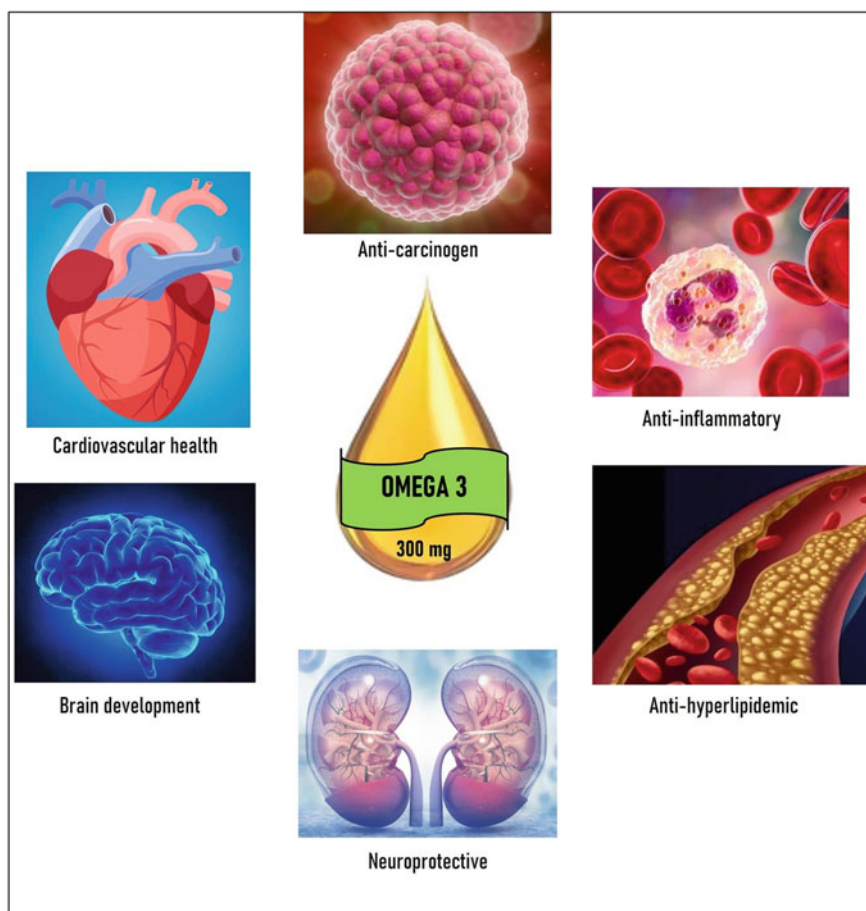 Anti-carcinogen
Cardiovascular health
Anti-inflammatory
OMEGA 3
300 mg
Brain development
Anti-hyperlipidemic
Neuroprotective